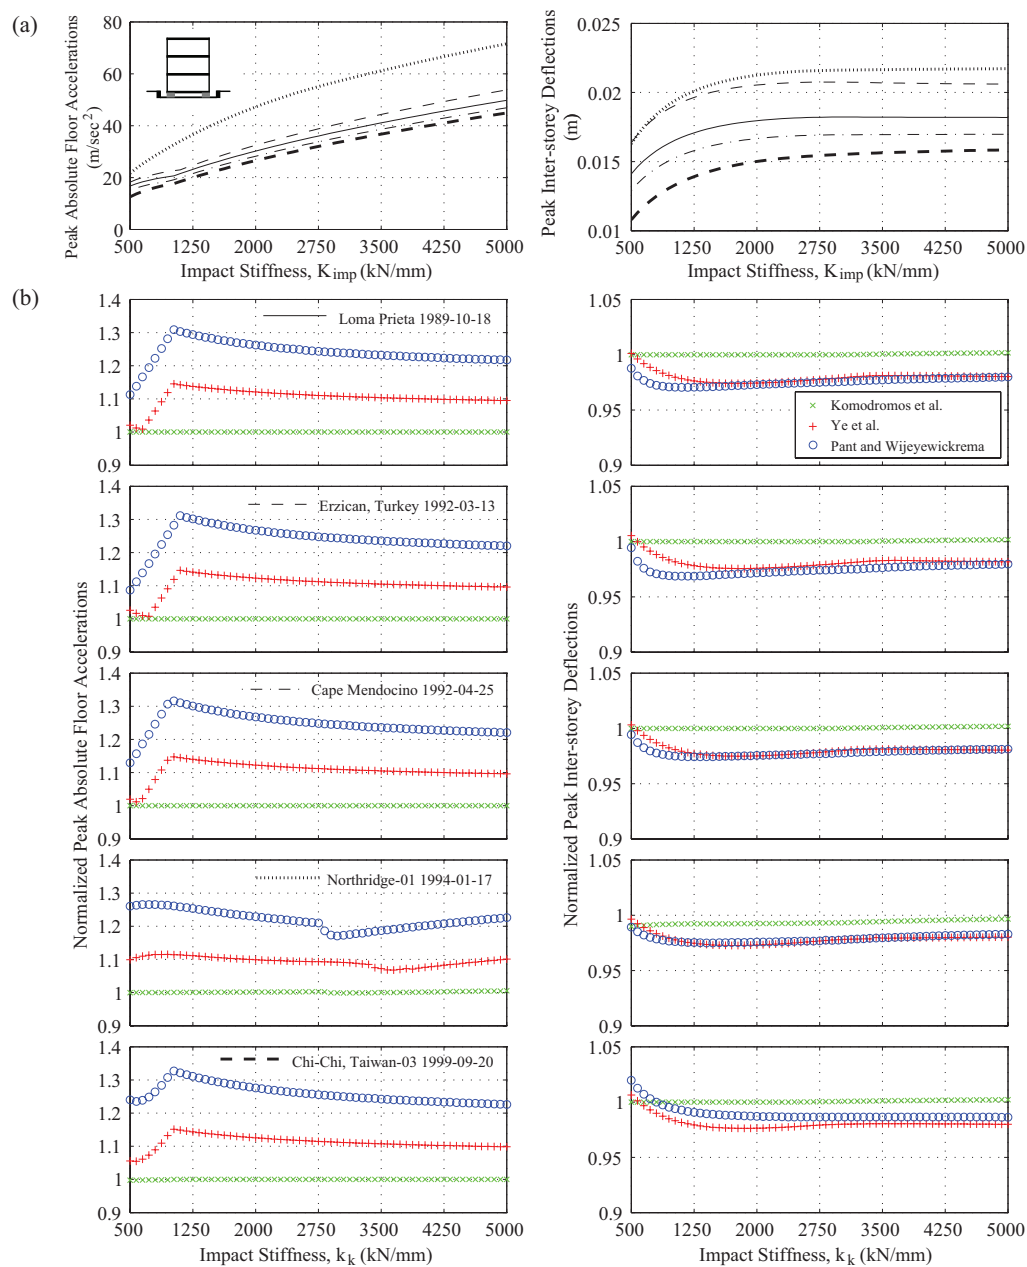 (a)
Peak Absolute Floor Accelerations
(m/sec²)
80
60
40
20
0
500 1250 2000 2750 3500 4250 5000
Impact Stiffness, K_imp (kN/mm)
Peak Inter-storey Deflections
(m)
0.025
0.02
0.015
0.01
500 1250 2000 2750 3500 4250 5000
Impact Stiffness, K_imp (kN/mm)
(b)
Normalized Peak Absolute Floor Accelerations
1.4
1.3
1.2
1.1
1
0.9
Loma Prieta 1989-10-18
1.4
1.3
1.2
1.1
1
0.9
Erzican, Turkey 1992-03-13
1.4
1.3
1.2
1.1
1
0.9
Cape Mendocino 1992-04-25
1.4
1.3
1.2
1.1
1
0.9
Northridge-01 1994-01-17
1.4
1.3
1.2
1.1
1
0.9
Chi-Chi, Taiwan-03 1999-09-20
500 1250 2000 2750 3500 4250 5000
Impact Stiffness, k_k (kN/mm)
Normalized Peak Inter-storey Deflections
1.05
1
0.95
0.9
Komodromos et al.
Ye et al.
Pant and Wijeyewickrema
1.05
1
0.95
0.9
1.05
1
0.95
0.9
1.05
1
0.95
0.9
1.05
1
0.95
0.9
500 1250 2000 2750 3500 4250 5000
Impact Stiffness, k_k (kN/mm)